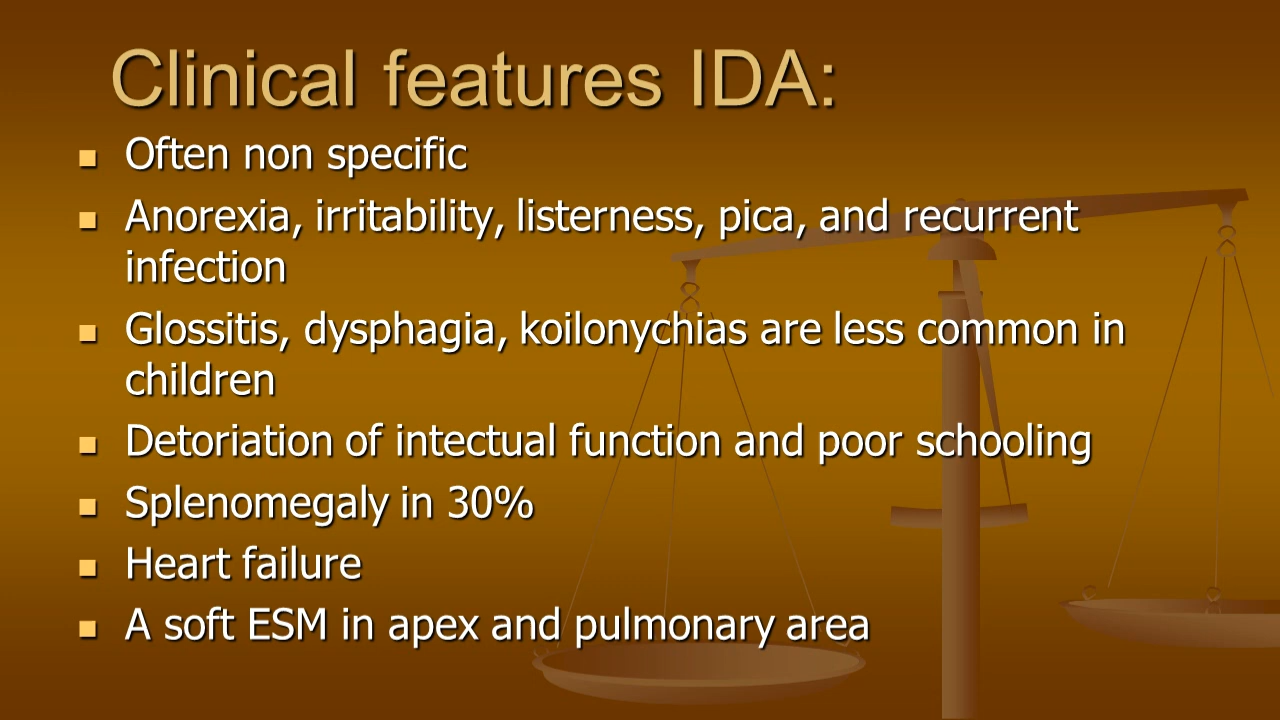 Clinical features IDA:
Often non specific
Anorexia, irritability, listerness, pica, and recurrent
infection
Glossitis, dysphagia, koilonychias are less common in
children
Detoriation of intectual function and poor schooling
Splenomegaly in 30%
Heart failure
A soft ESM in apex and pulmonary area